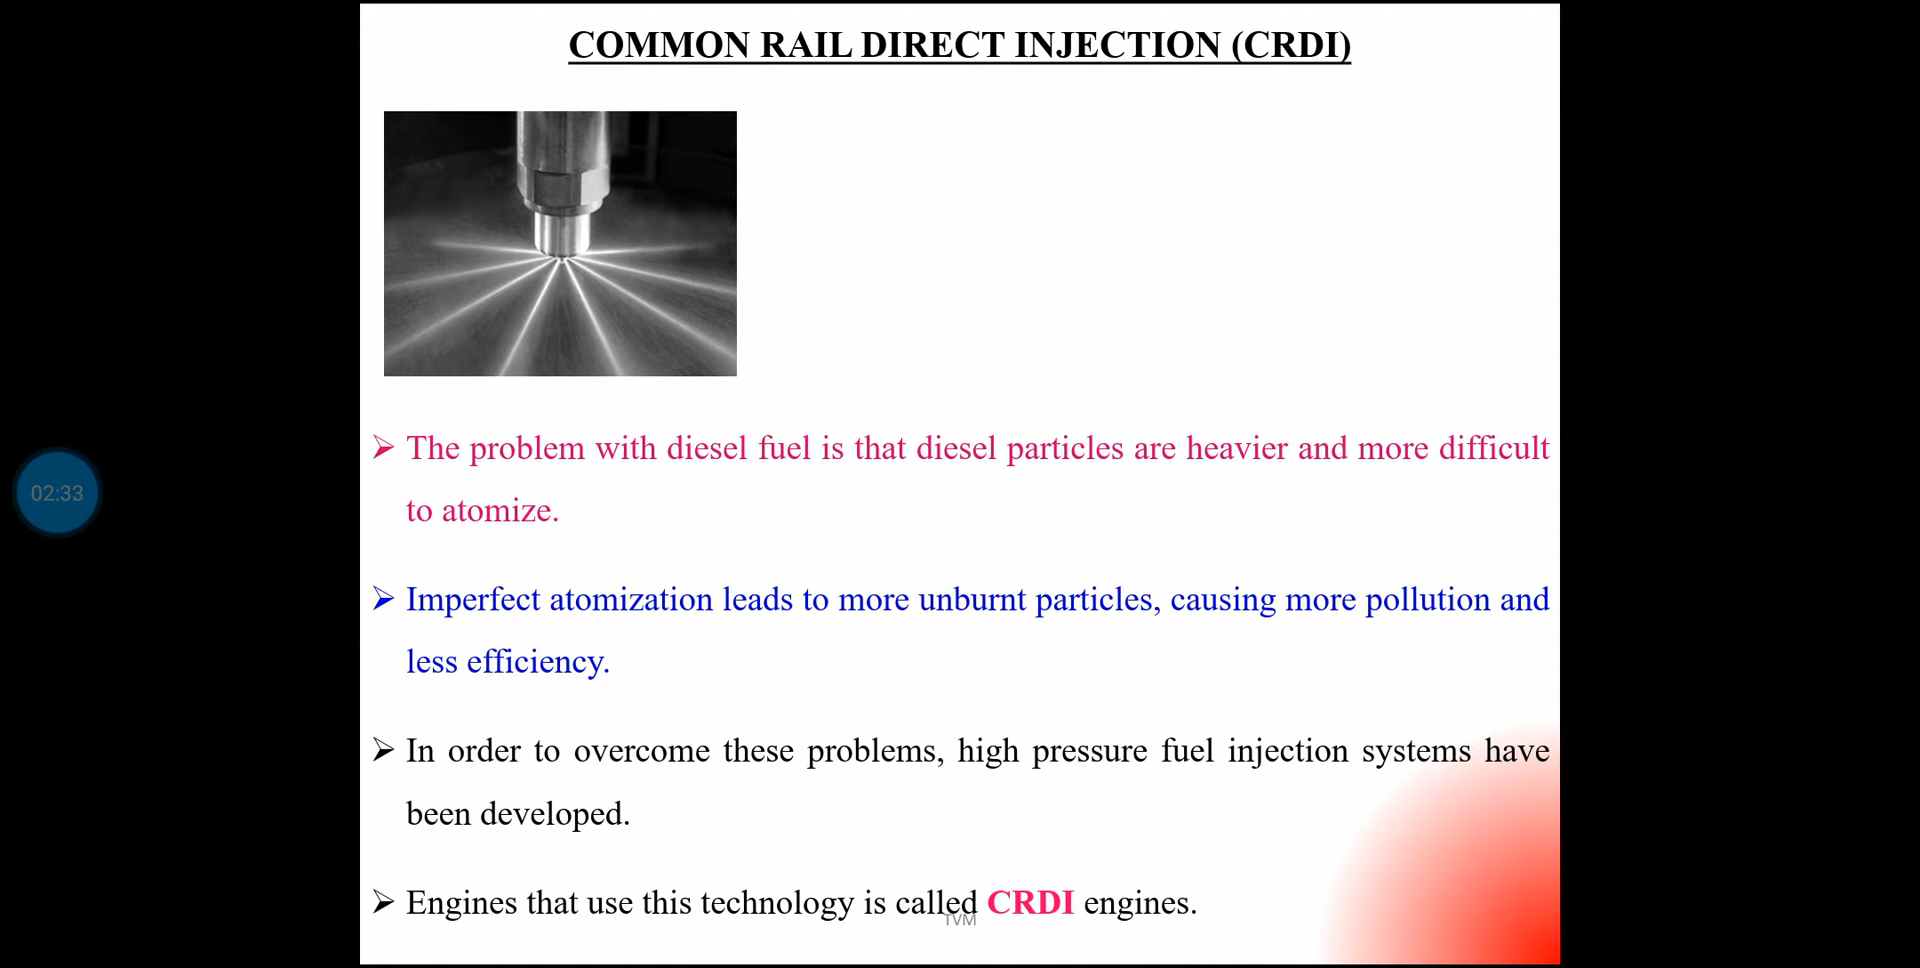 COMMON RAIL DIRECT INJECTION (CRDI)
02:33
➢ The problem with diesel fuel is that diesel particles are heavier and more difficult
to atomize.
➢ Imperfect atomization leads to more unburnt particles, causing more pollution and
less efficiency.
➢ In order to overcome these problems, high pressure fuel injection systems have
been developed.
➢ Engines that use this technology is called CRDI engines.
TVM